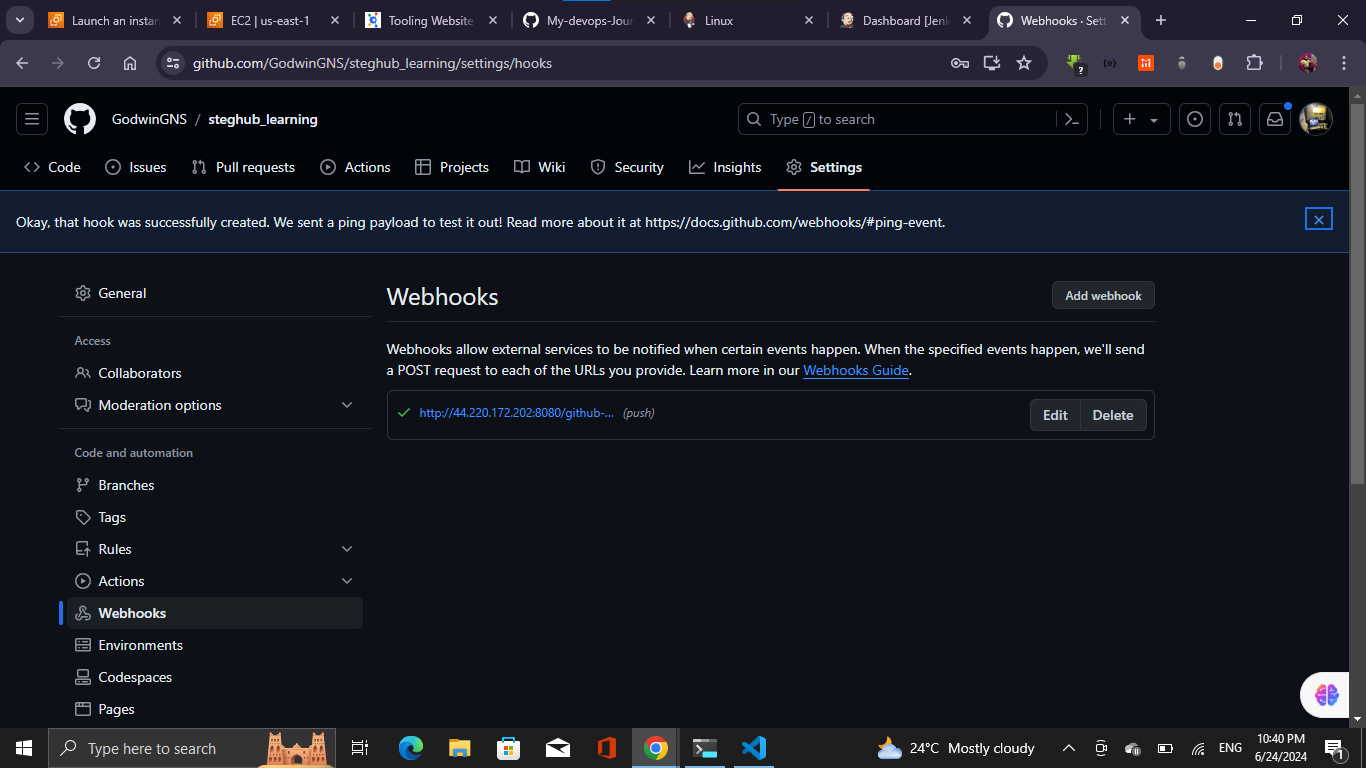 Launch an instan
EC2 | us-east-1
Tooling Website
My-devops-Jour
Linux
Dashboard [Jenk
Webhooks · Sett
github.com/GodwinGNS/steghub_learning/settings/hooks
GodwinGNS / steghub_learning
Type / to search
Code
Issues
Pull requests
Actions
Projects
Wiki
Security
Insights
Settings
Okay, that hook was successfully created. We sent a ping payload to test it out! Read more about it at https://docs.github.com/webhooks/#ping-event.
General
Access
Collaborators
Moderation options
Code and automation
Branches
Tags
Rules
Actions
Webhooks
Environments
Codespaces
Pages
Webhooks
Add webhook
Webhooks allow external services to be notified when certain events happen. When the specified events happen, we'll send
a POST request to each of the URLs you provide. Learn more in our Webhooks Guide.
http://44.220.172.202:8080/github-... (push)
Edit
Delete
Type here to search
24°C Mostly cloudy
ENG
10:40 PM
6/24/2024
1